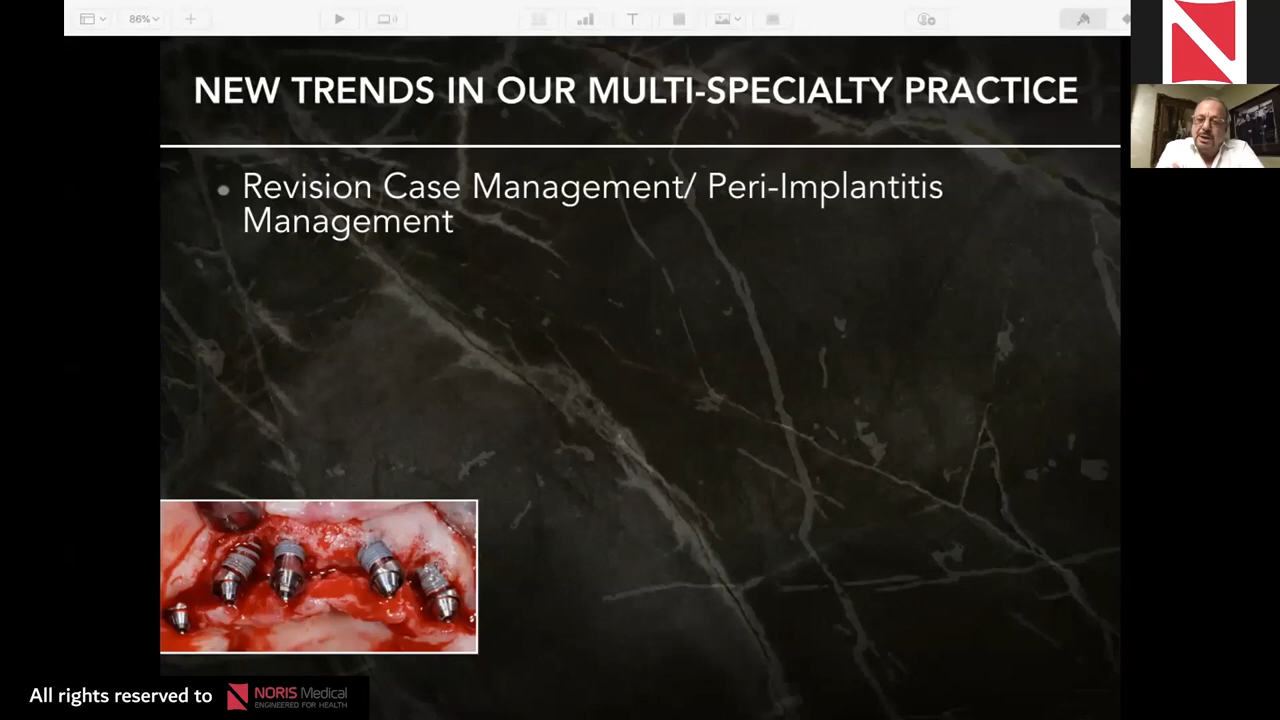 86%
NEW TRENDS IN OUR MULTI-SPECIALTY PRACTICE
Revision Case Management/ Peri-Implantitis
Management
All rights reserved to
NORIS Medical
ENGINEERED FOR HEALTH